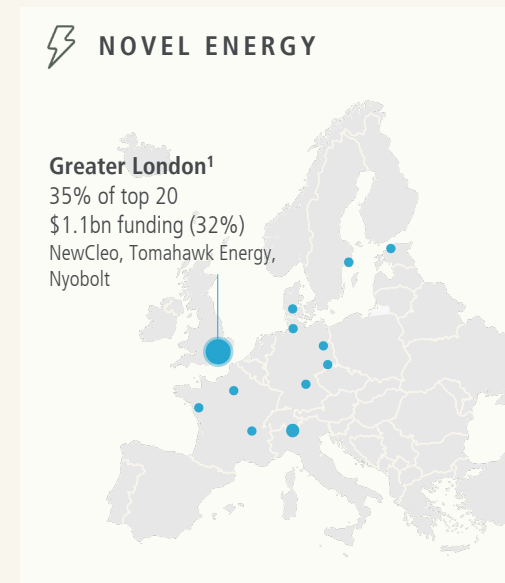 NOVEL ENERGY
Greater London¹
35% of top 20
$1.1bn funding (32%)
NewCleo, Tomahawk Energy,
Nyobolt